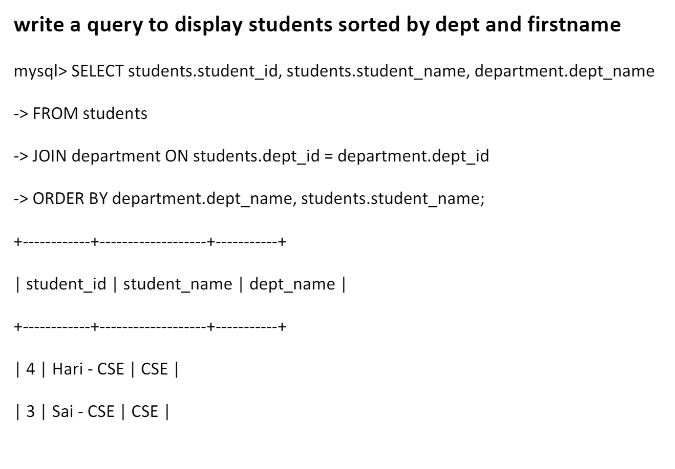 write a query to display students sorted by dept and firstname
mysql> SELECT students.student_id, students.student_name, department.dept_name
-> FROM students
-> JOIN department ON students.dept_id = department.dept_id
-> ORDER BY department.dept_name, students.student_name;
+------------+-------------------+-----------+
| student_id | student_name | dept_name |
+------------+-------------------+-----------+
| 4 | Hari - CSE | CSE |
| 3 | Sai - CSE | CSE |